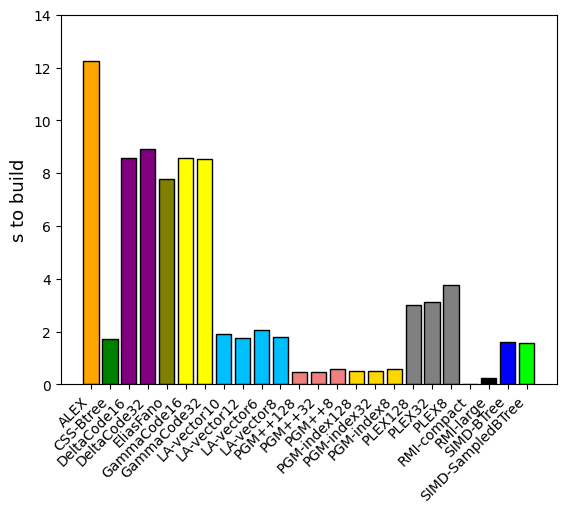 s to build
14
12
10
8
6
4
2
0
ALEX
CSS-Btree
DeltaCode16
DeltaCode32
EliasFano
GammaCode16
GammaCode32
LA-vector10
LA-vector12
LA-vector6
LA-vector8
PGM++128
PGM++32
PGM++8
PGM-index128
PGM-index32
PGM-index8
PLEX128
PLEX32
PLEX8
RMI-compact
RMI-large
SIMD-BTree
SIMD-SampledBTree